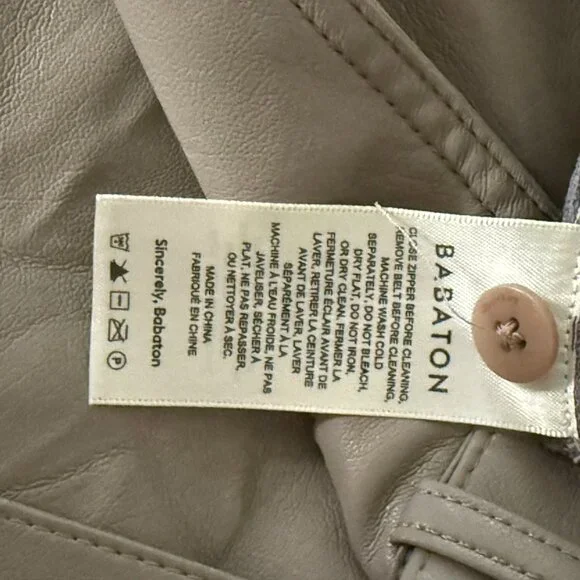 BABATON
CLOSE ZIPPER BEFORE CLEANING,
REMOVE BELT BEFORE CLEANING,
MACHINE WASH COLD
SEPARATELY, DO NOT BLEACH,
DRY FLAT, DO NOT IRON,
OR DRY CLEAN. FERMER LA
FERMETURE ÉCLAIR AVANT DE
LAVER, RETIRER LA CEINTURE
AVANT DE LAVER, LAVER
SÉPARÉMENT À LA
MACHINE À L'EAU FROIDE, NE PAS
JAVELISER, SÉCHER À
PLAT, NE PAS REPASSER,
OU NETTOYER À SEC.
MADE IN CHINA
FABRIQUÉ EN CHINE
Sincerely, Babaton
P